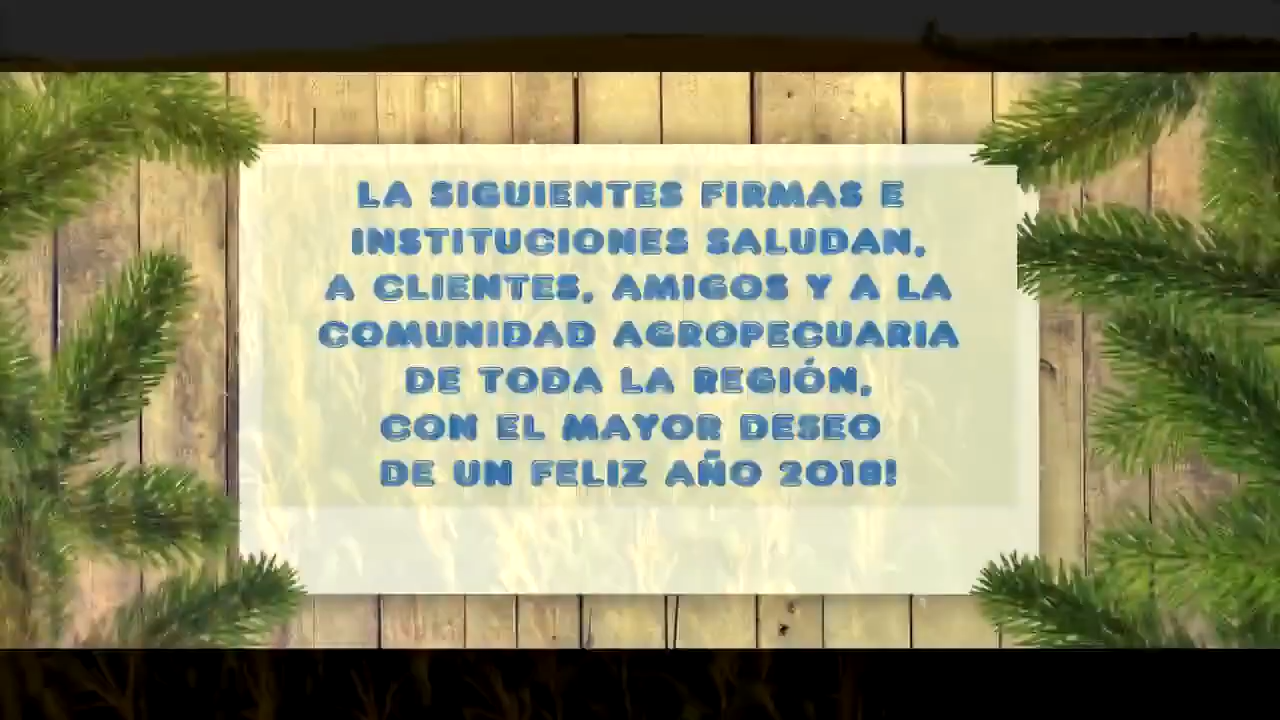 LA SIGUIENTES FIRMAS E
INSTITUCIONES SALUDAN,
A CLIENTES, AMIGOS Y A LA
COMUNIDAD AGROPECUARIA
DE TODA LA REGIÓN,
CON EL MAYOR DESEO
DE UN FELIZ AÑO 2018!